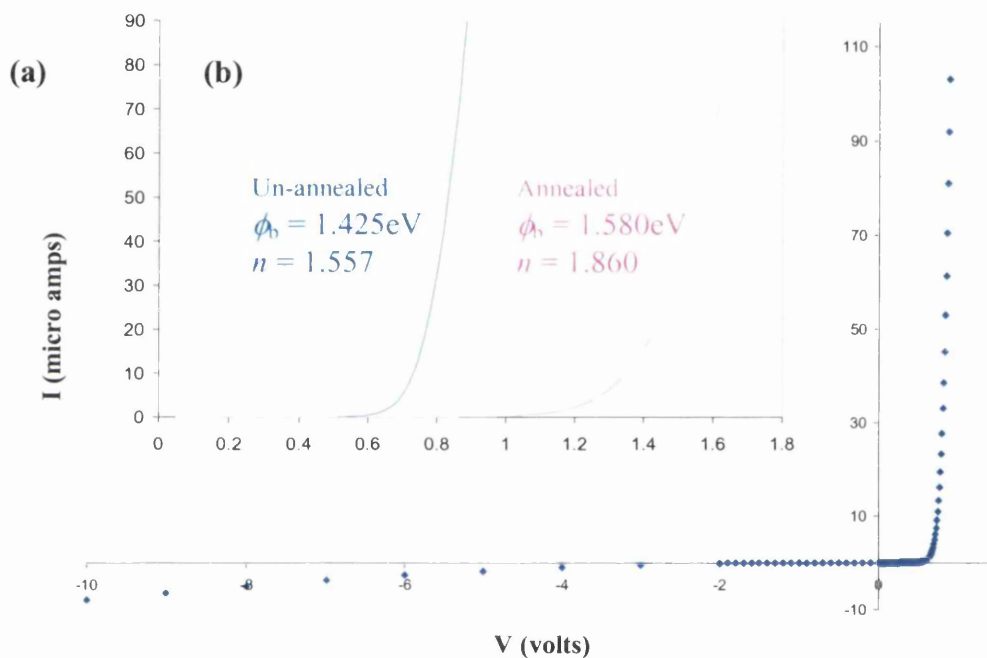 (a)
(b)
90
80
70
60
50
40
30
20
10
0
0 0.2 0.4 0.6 0.8 1 1.2 1.4 1.6 1.8
Un-annealed
ϕb = 1.425eV
n = 1.557
Annealed
ϕb = 1.580eV
n = 1.860
I (micro amps)
110
90
70
50
30
10
-10
-10 -8 -6 -4 -2 0
V (volts)